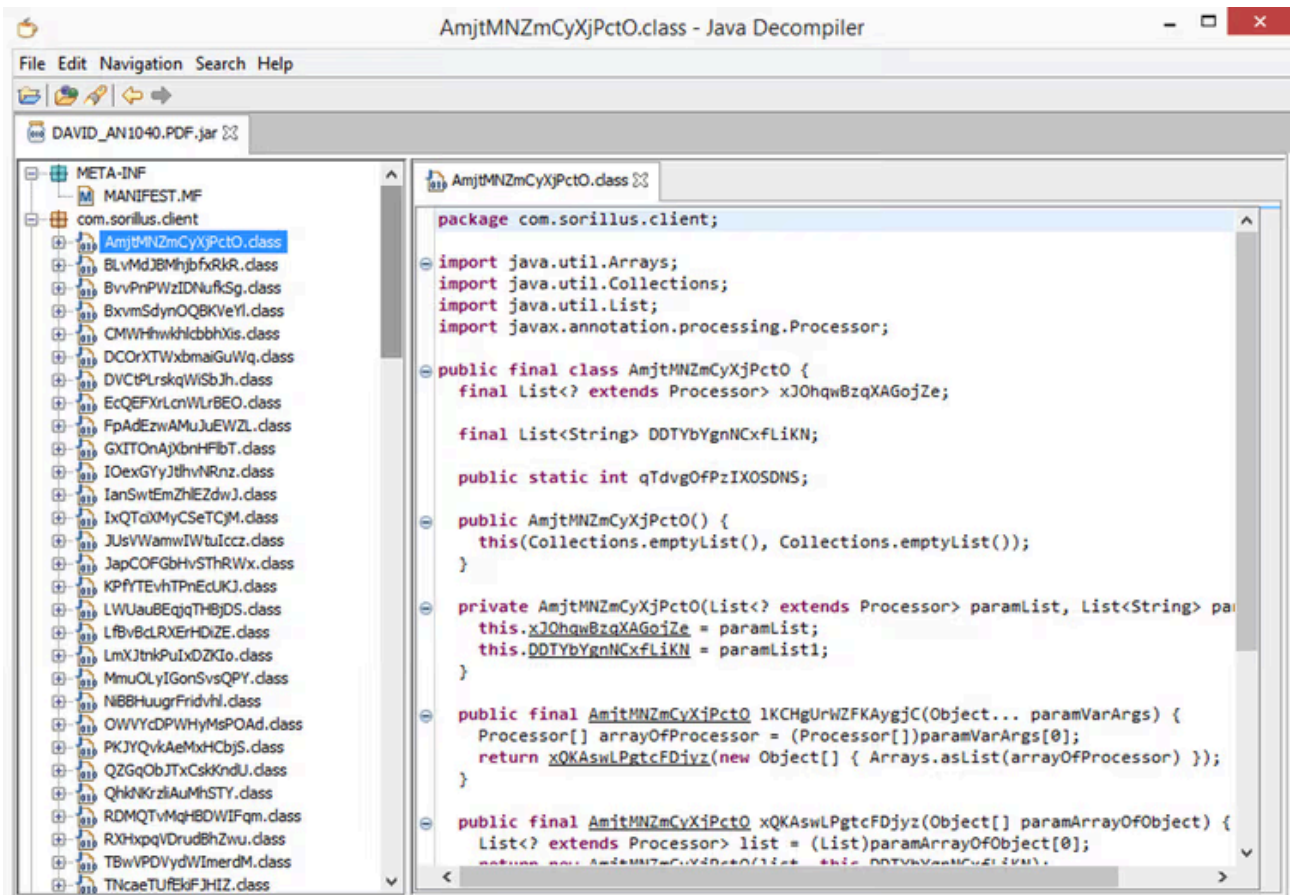 AmjtMNZmCyXjPctO.class - Java Decompiler
File Edit Navigation Search Help
DAVID_AN1040.PDF.jar
META-INF
MANIFEST.MF
com.sorillus.client
AmjtMNZmCyXjPctO.class
BLvMdJBMhjbfxRkR.class
BvvPnPWzIDNufkSg.class
BxvmSdynOQBKVeYl.class
CMWHhwkhlcbbhXis.class
DCOrXTWxbmaiGuWq.class
DVCtPLrskqWiSbJh.class
EcQEFXrLcnWLrBEO.class
FpAdEzwAMuJuEWZL.class
GXITOnAjXbnHFlbT.class
IOexGYyJtlhvNRnz.class
IanSwtEmZhlEZdwJ.class
IxQTciXMyCSeTCjM.class
JUsVWamwIWtuIccz.class
JapCOFGbHvSThRWx.class
KPfYTEvhTPnEcUKJ.class
LWUauBEqjqTHBjDS.class
LfBvBcLRXErHDiZE.class
LmXJtnkPuIxDZKIo.class
MmuOLyIGonSvsQPY.class
NiBBHuugrFridvhl.class
OWVYcDPWHyMsPOAd.class
PKJYQvkAeMxHCbjS.class
QZGqObJTxCskKndU.class
QhkNKrzliAuMhSTY.class
RDMQTvMqHBDWIFqm.class
RXHxpqVDrudBhZwu.class
TBwVPDVydWImerdM.class
TNcaeTUfEkiFJHIZ.class
AmjtMNZmCyXjPctO.class
package com.sorillus.client;
import java.util.Arrays;
import java.util.Collections;
import java.util.List;
import javax.annotation.processing.Processor;
public final class AmjtMNZmCyXjPctO {
final List<? extends Processor> xJOhqwBzqXAGojZe;
final List<String> DDTYbYgnNCxfLiKN;
public static int qTdvgOfPzIXOSDNS;
public AmjtMNZmCyXjPctO() {
this(Collections.emptyList(), Collections.emptyList());
}
private AmjtMNZmCyXjPctO(List<? extends Processor> paramList, List<String> pa
this.xJOhqwBzqXAGojZe = paramList;
this.DDTYbYgnNCxfLiKN = paramList1;
}
public final AmjtMNZmCyXjPctO lKCHgUrWZFKAygjC(Object... paramVarArgs) {
Processor[] arrayOfProcessor = (Processor[])paramVarArgs[0];
return xQKAswLPgtcFDjyz(new Object[] { Arrays.asList(arrayOfProcessor) });
}
public final AmjtMNZmCyXjPctO xQKAswLPgtcFDjyz(Object[] paramArrayOfObject) {
List<? extends Processor> list = (List)paramArrayOfObject[0];
return new AmjtMNZmCyXjPctO(list, this.DDTYbYgnNCxfLiKN);